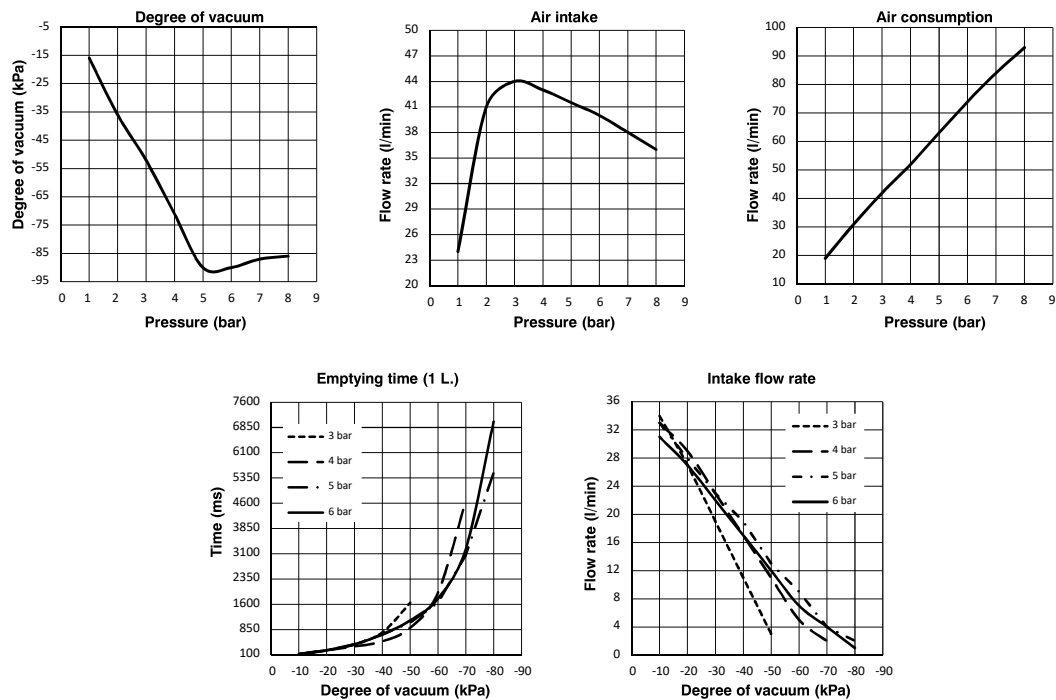 Degree of vacuum
Degree of vacuum (kPa)
-5
-15
-25
-35
-45
-55
-65
-75
-85
-95
0 1 2 3 4 5 6 7 8 9
Pressure (bar)
Air intake
Flow rate (l/min)
50
47
44
41
38
35
32
29
26
23
20
0 1 2 3 4 5 6 7 8 9
Pressure (bar)
Air consumption
Flow rate (l/min)
100
90
80
70
60
50
40
30
20
10
0 1 2 3 4 5 6 7 8 9
Pressure (bar)
Emptying time (1 L.)
Time (ms)
7600
6850
6100
5350
4600
3850
3100
2350
1600
850
100
3 bar
4 bar
5 bar
6 bar
0 -10 -20 -30 -40 -50 -60 -70 -80 -90
Degree of vacuum (kPa)
Intake flow rate
Flow rate (l/min)
36
32
28
24
20
16
12
8
4
0
3 bar
4 bar
5 bar
6 bar
0 -10 -20 -30 -40 -50 -60 -70 -80 -90
Degree of vacuum (kPa)